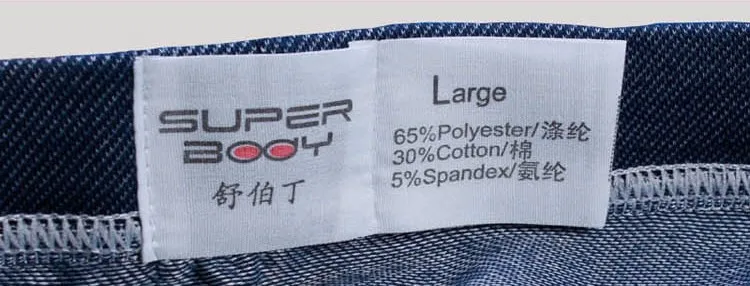 SUPER
BODY
舒伯丁
Large
65%Polyester/涤纶
30%Cotton/棉
5%Spandex/氨纶